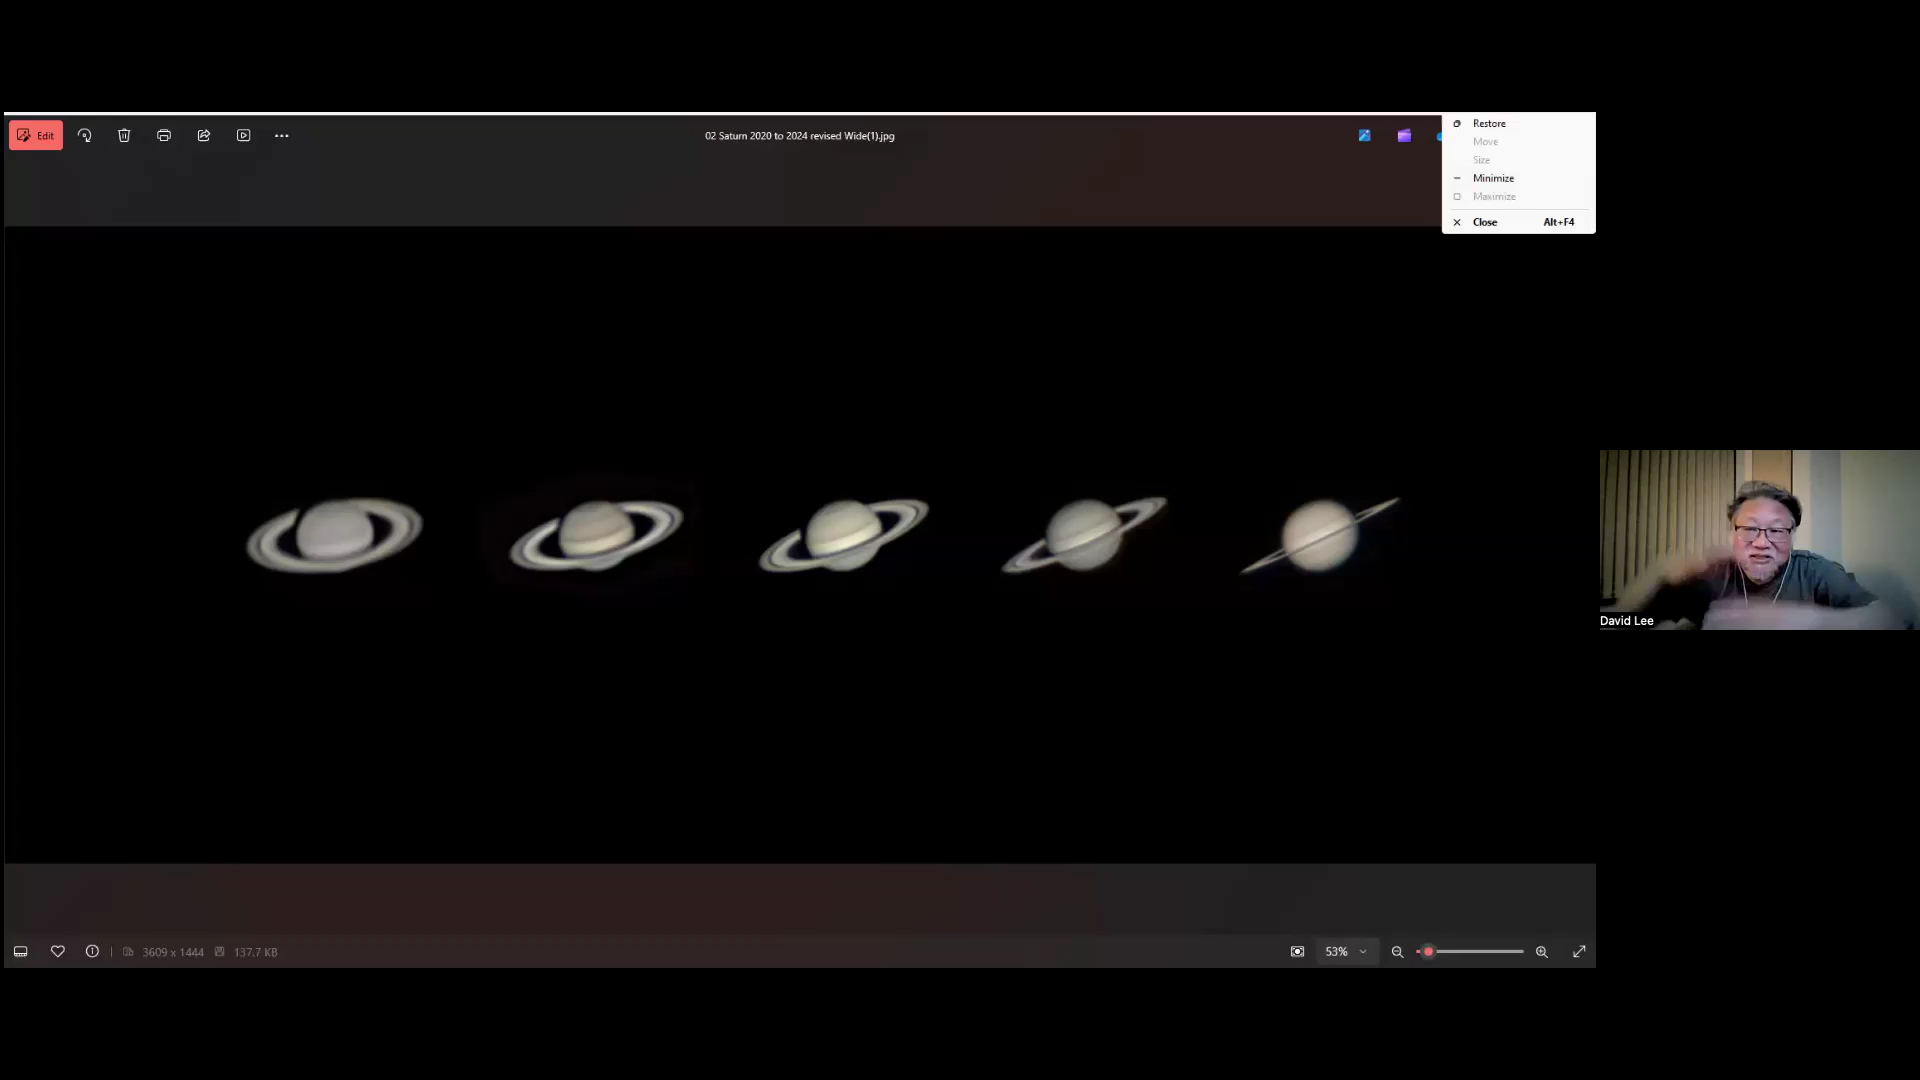 Edit
02 Saturn 2020 to 2024 revised Wide(1).jpg
Restore
Move
Size
Minimize
Maximize
Close Alt+F4
David Lee
3609 x 1444 137.7 KB
53%